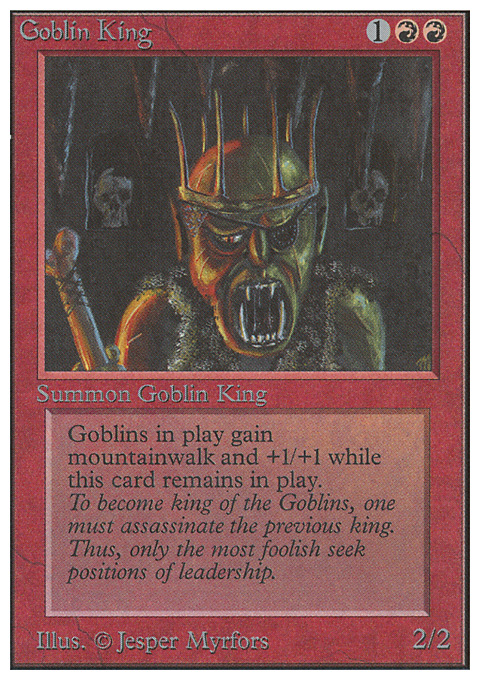 Goblin King 1
Summon Goblin King
Goblins in play gain
mountainwalk and +1/+1 while
this card remains in play.
To become king of the Goblins, one
must assassinate the previous king.
Thus, only the most foolish seek
positions of leadership.
Illus. © Jesper Myrfors 2/2